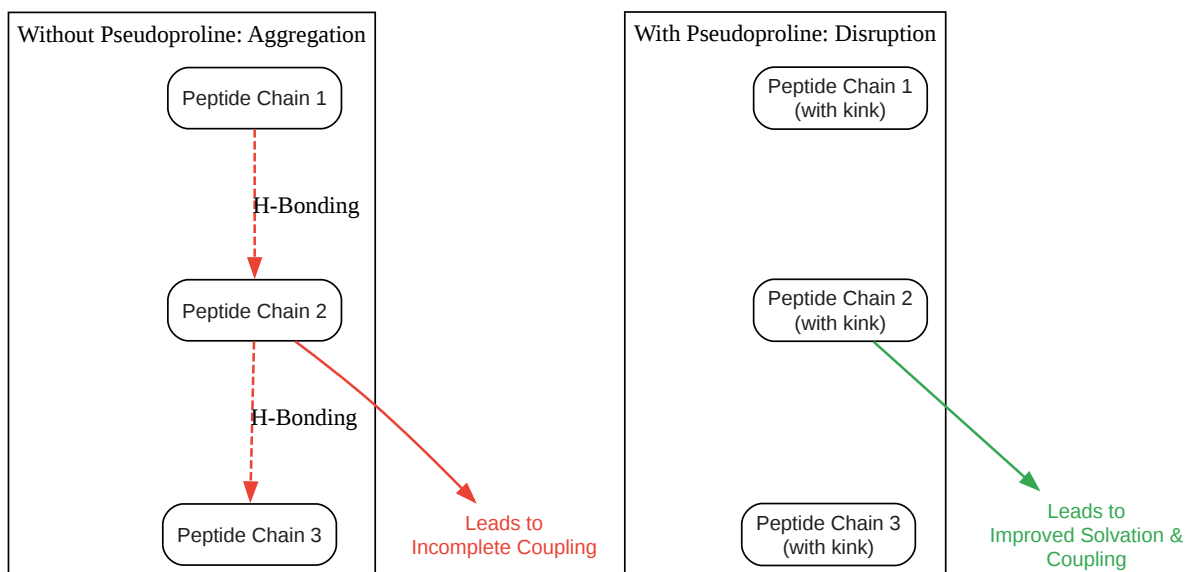 Without Pseudoproline: Aggregation
Peptide Chain 1
H-Bonding
Peptide Chain 2
H-Bonding
Peptide Chain 3
Leads to
Incomplete Coupling
With Pseudoproline: Disruption
Peptide Chain 1
(with kink)
Peptide Chain 2
(with kink)
Peptide Chain 3
(with kink)
Leads to
Improved Solvation &
Coupling